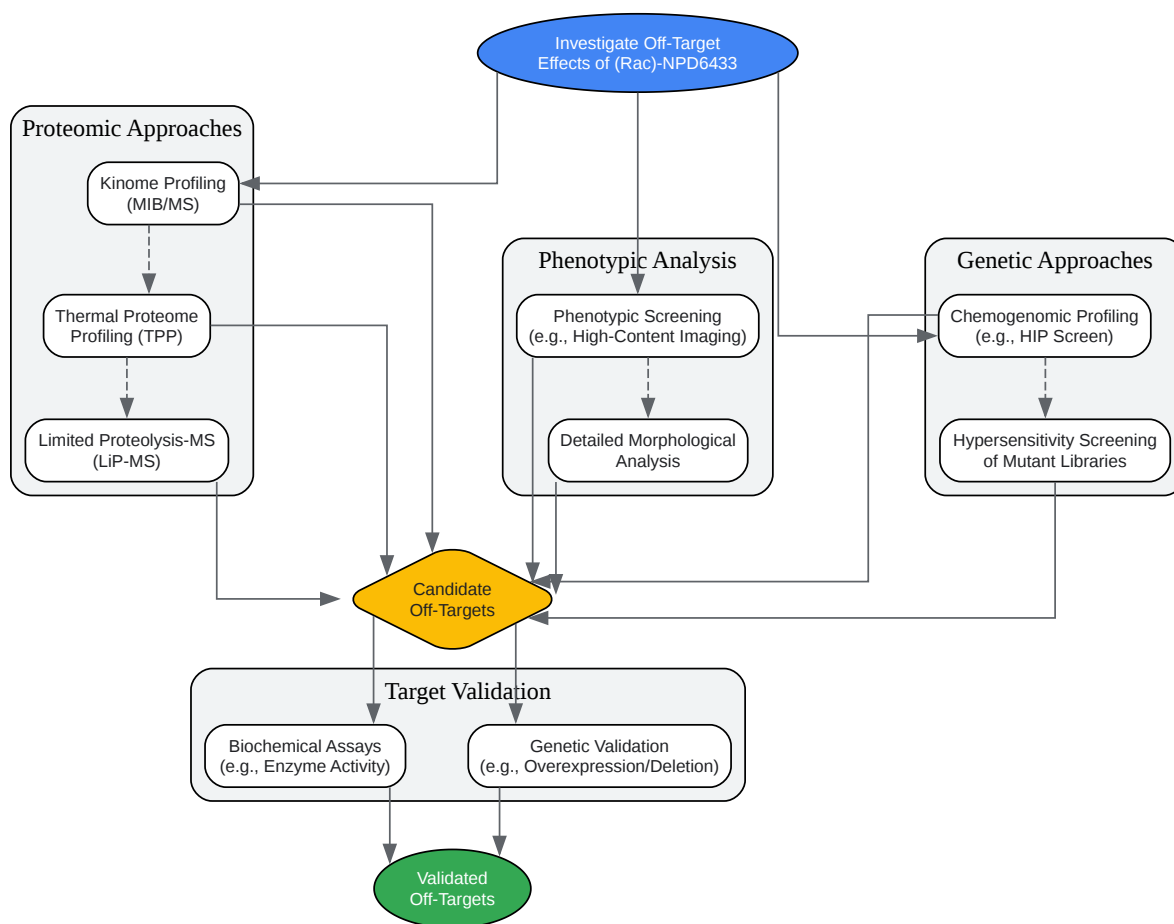 Investigate Off-Target
Effects of (Rac)-NPD6433
Proteomic Approaches
Kinome Profiling
(MIB/MS)
Thermal Proteome
Profiling (TPP)
Limited Proteolysis-MS
(LiP-MS)
Phenotypic Analysis
Phenotypic Screening
(e.g., High-Content Imaging)
Detailed Morphological
Analysis
Genetic Approaches
Chemogenomic Profiling
(e.g., HIP Screen)
Hypersensitivity Screening
of Mutant Libraries
Candidate
Off-Targets
Target Validation
Biochemical Assays
(e.g., Enzyme Activity)
Genetic Validation
(e.g., Overexpression/Deletion)
Validated
Off-Targets